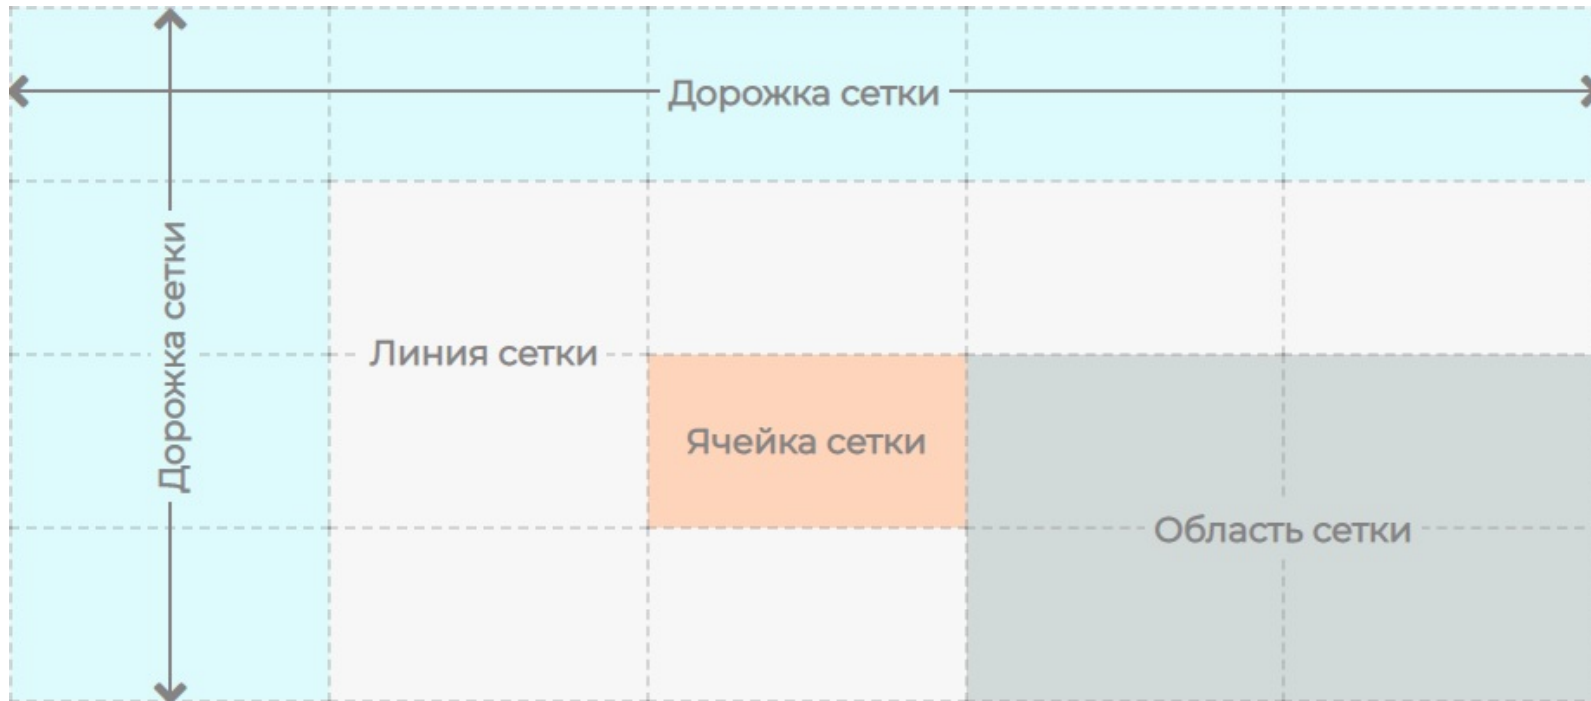 Дорожка сетки
Дорожка сетки
Линия сетки
Ячейка сетки
Область сетки